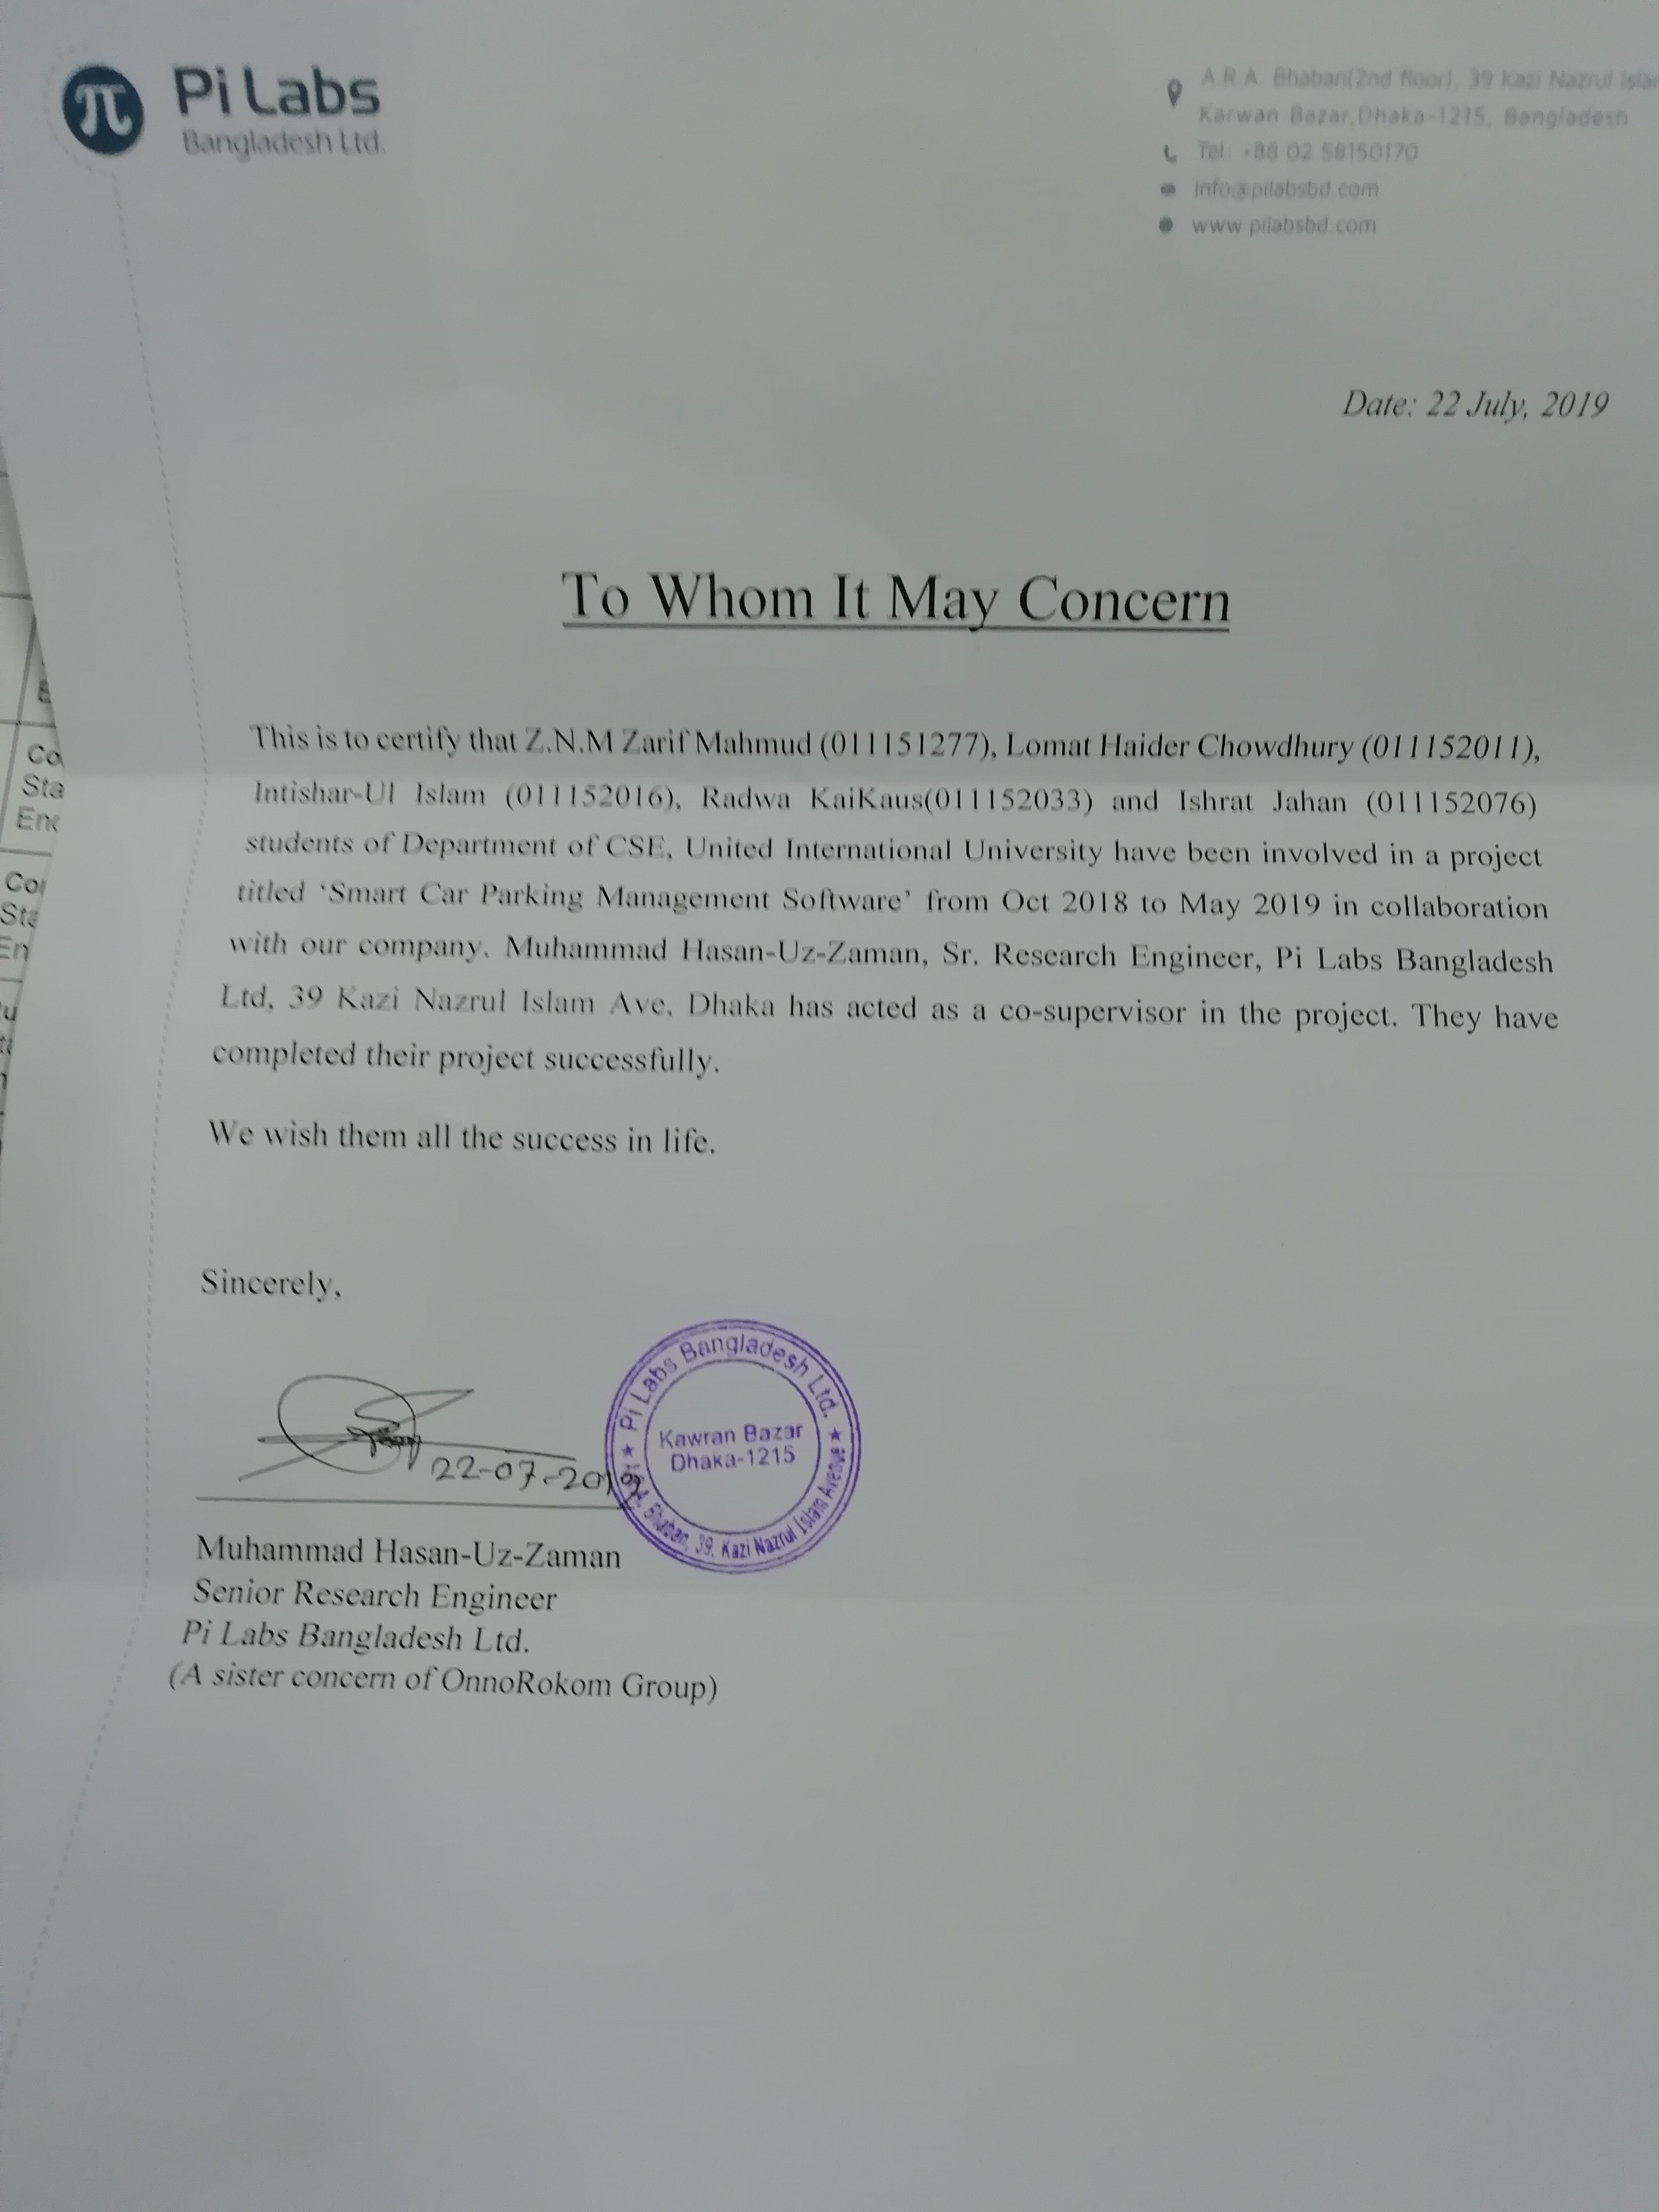 Pi Labs
Bangladesh Ltd.
A.R.A. Bhaban(2nd floor), 39 Kazi Nazrul
Karwan Bazar,Dhaka-1215, Bangladesh
Tel: +88 02 58150170
Info@pilabsbd.com
www.pilabsbd.com
Date: 22 July, 2019
To Whom It May Concern
This is to certify that Z.N.M Zarif Mahmud (011151277), Lomat Haider Chowdhury (011152011),
Intishar-Ul Islam (011152016), Radwa KaiKaus(011152033) and Ishrat Jahan (011152076)
students of Department of CSE, United International University have been involved in a project
titled ‘Smart Car Parking Management Software’ from Oct 2018 to May 2019 in collaboration
with our company. Muhammad Hasan-Uz-Zaman, Sr. Research Engineer, Pi Labs Bangladesh
Ltd, 39 Kazi Nazrul Islam Ave, Dhaka has acted as a co-supervisor in the project. They have
completed their project successfully.
We wish them all the success in life.
Sincerely,
22-07-2019
Pi Labs Bangladesh Ltd.
Kawran Bazar
Dhaka-1215
Bhaban, 39, Kazi Nazrul Islam Avenue
Muhammad Hasan-Uz-Zaman
Senior Research Engineer
Pi Labs Bangladesh Ltd.
(A sister concern of OnnoRokom Group)
Co
Sta